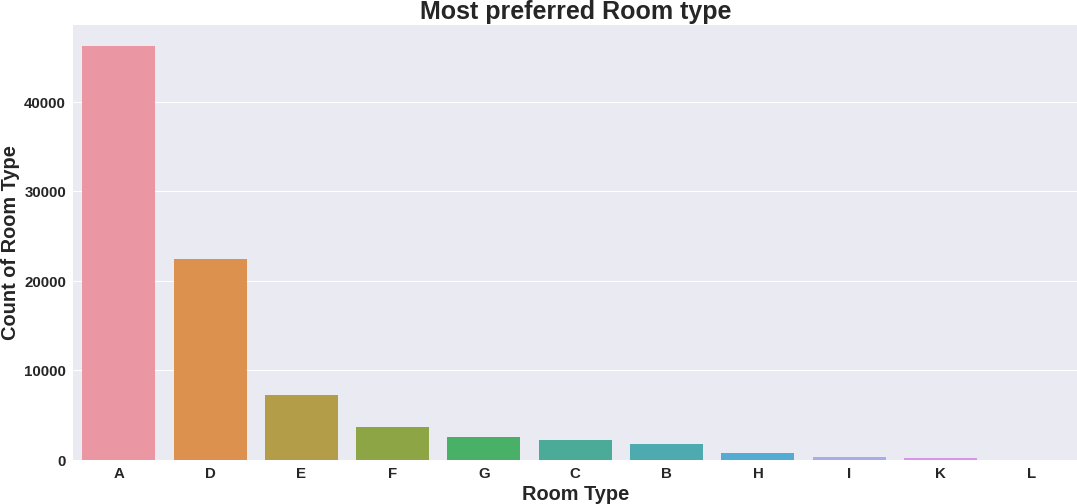 Most preferred Room type
Count of Room Type
40000
30000
20000
10000
0
A D E F G C B H I K L
Room Type